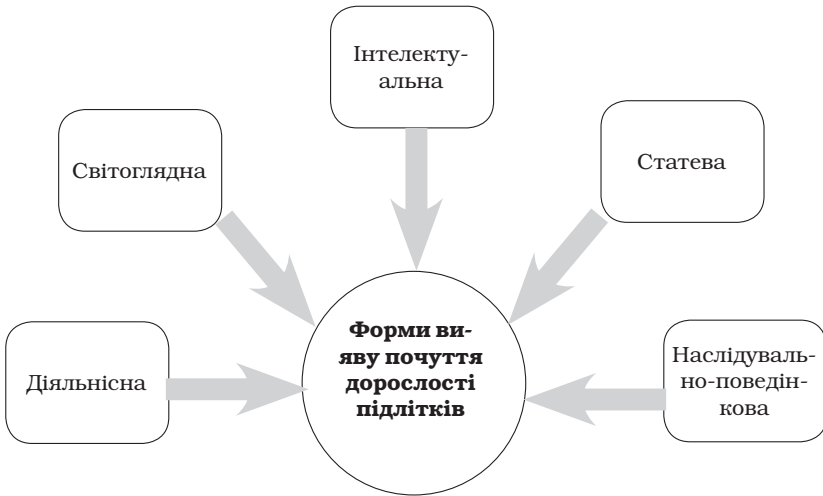 Інтелекту-
альна
Світоглядна
Статева
Форми ви-
яву почуття
дорослості
підлітків
Діяльнісна
Наслідуваль-
но-поведін-
кова